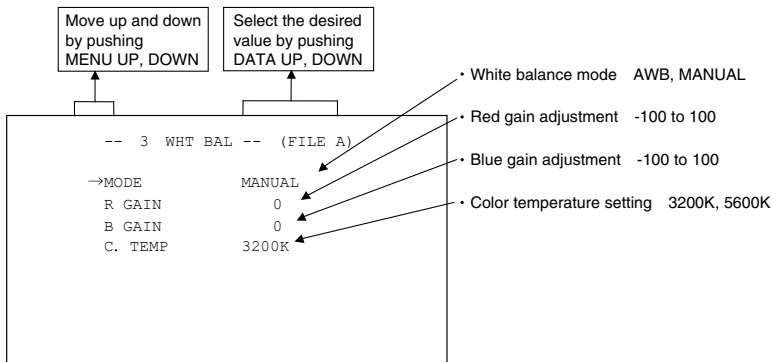 Move up and down
by pushing
MENU UP, DOWN
Select the desired
value by pushing
DATA UP, DOWN
• White balance mode AWB, MANUAL
• Red gain adjustment -100 to 100
• Blue gain adjustment -100 to 100
• Color temperature setting 3200K, 5600K
-- 3 WHT BAL -- (FILE A)
→MODE MANUAL
R GAIN 0
B GAIN 0
C. TEMP 3200K